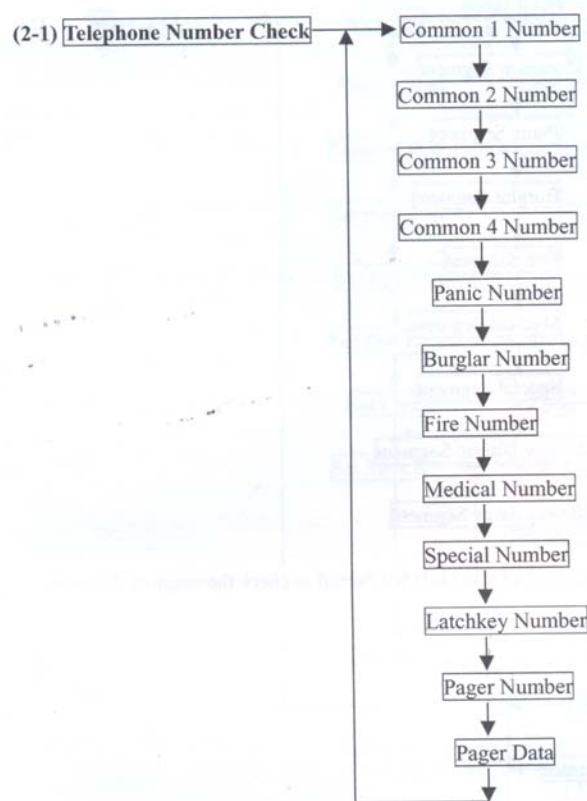 (2-1) Telephone Number Check Common 1 Number
Common 2 Number
Common 3 Number
Common 4 Number
Panic Number
Burglar Number
Fire Number
Medical Number
Special Number
Latchkey Number
Pager Number
Pager Data